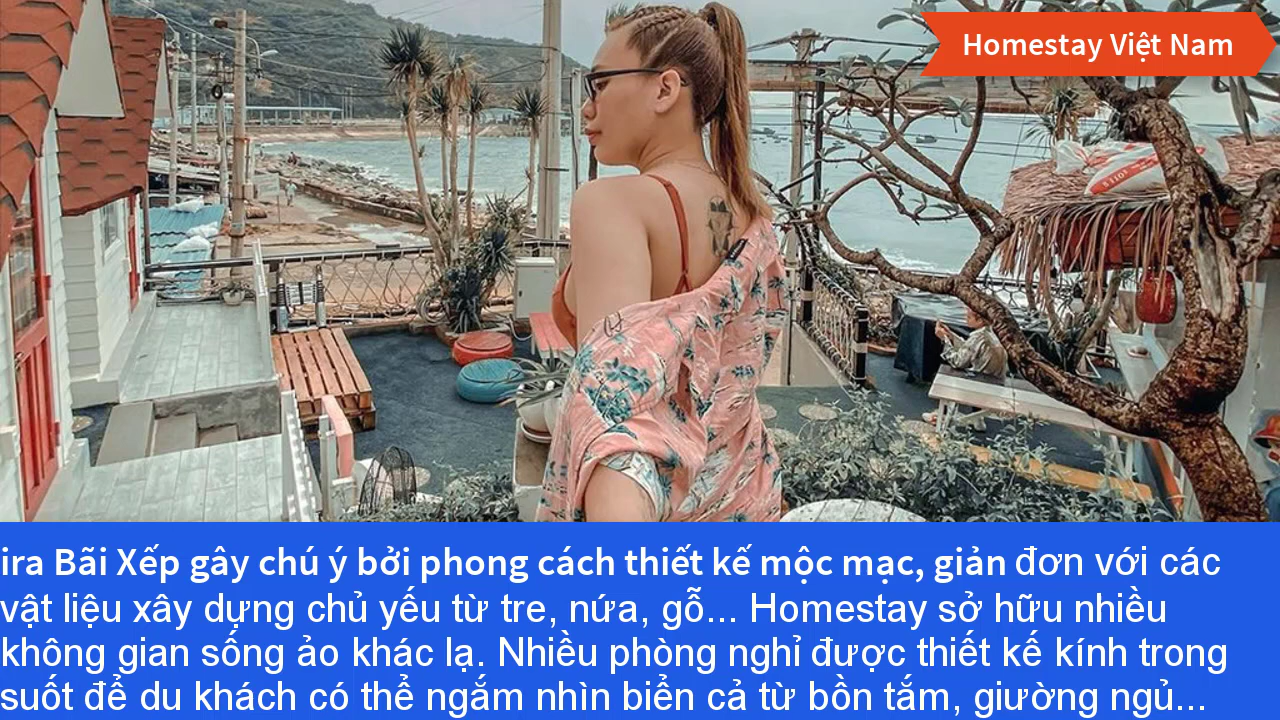 Homestay Việt Nam
ira Bãi Xếp gây chú ý bởi phong cách thiết kế mộc mạc, giản đơn với các
vật liệu xây dựng chủ yếu từ tre, nứa, gỗ... Homestay sở hữu nhiều
không gian sống ảo khác lạ. Nhiều phòng nghỉ được thiết kế kính trong
suốt để du khách có thể ngắm nhìn biển cả từ bồn tắm, giường ngủ...